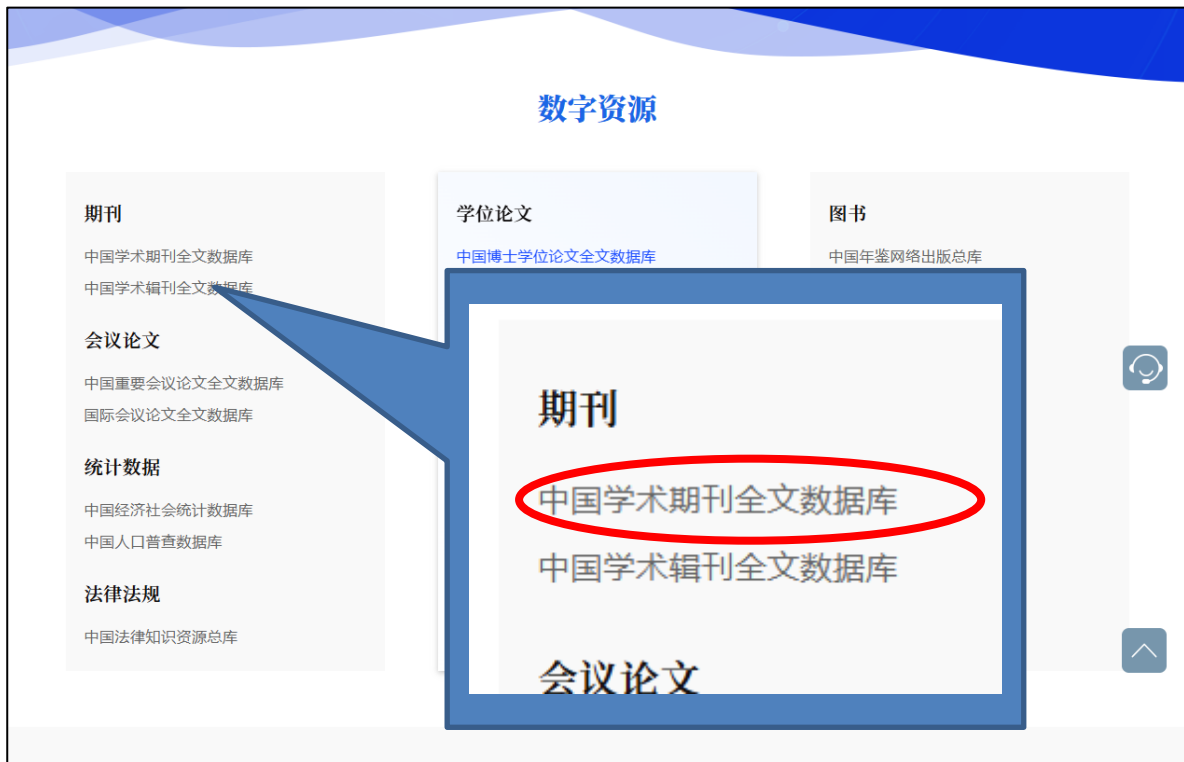 数字资源
期刊
中国学术期刊全文数据库
中国学术辑刊全文数据库
会议论文
中国重要会议论文全文数据库
国际会议论文全文数据库
统计数据
中国经济社会统计数据库
中国人口普查数据库
法律法规
中国法律知识资源总库
学位论文
中国博士学位论文全文数据库
图书
中国年鉴网络出版总库
期刊
中国学术期刊全文数据库
中国学术辑刊全文数据库
会议论文